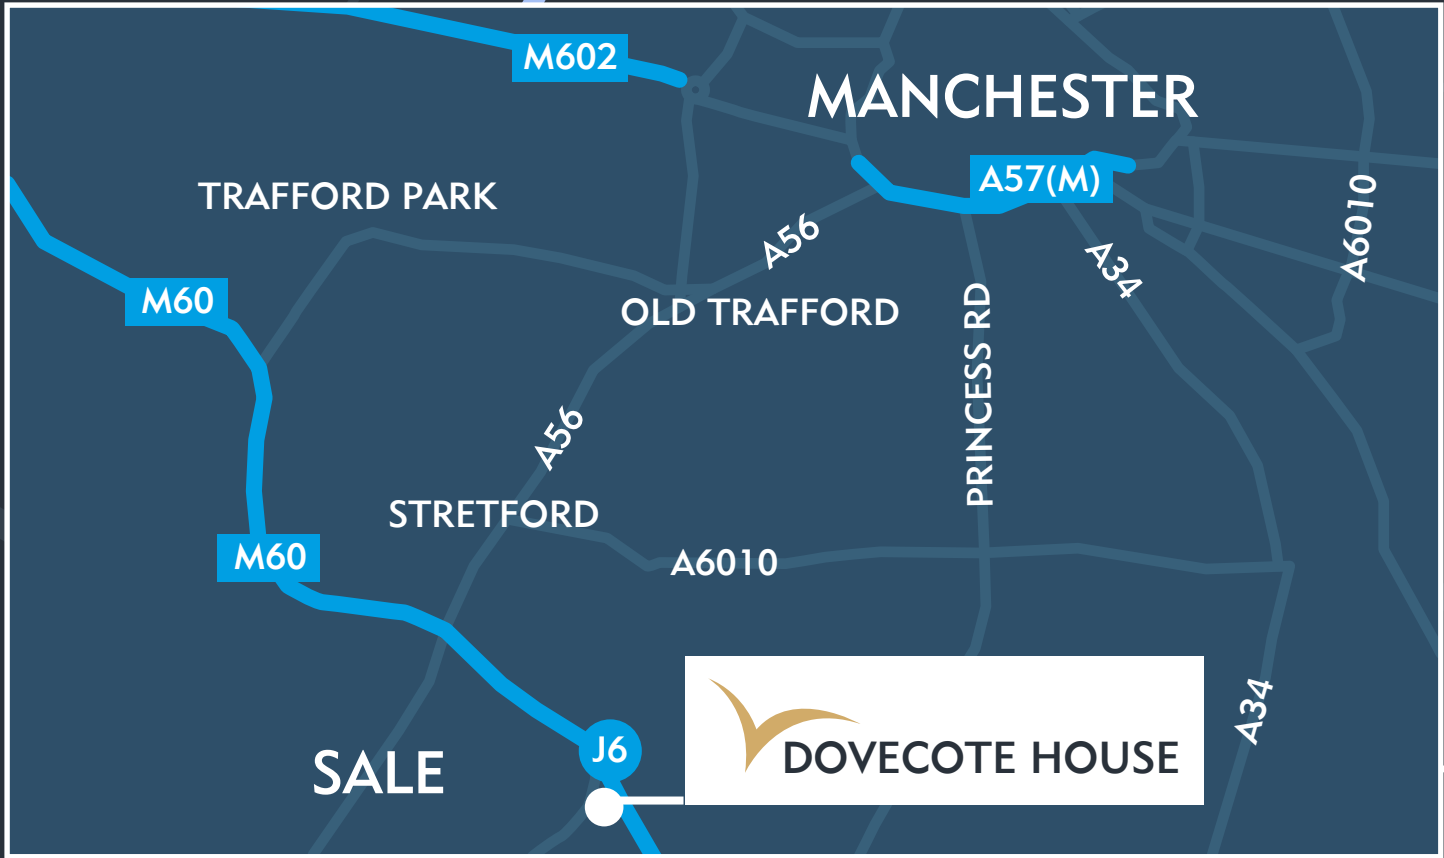 M602
MANCHESTER
A57(M)
TRAFFORD PARK
A6010
A56
A34
M60
OLD TRAFFORD
PRINCESS RD
A56
STRETFORD
M60
A6010
A34
SALE
J6
DOVECOTE HOUSE